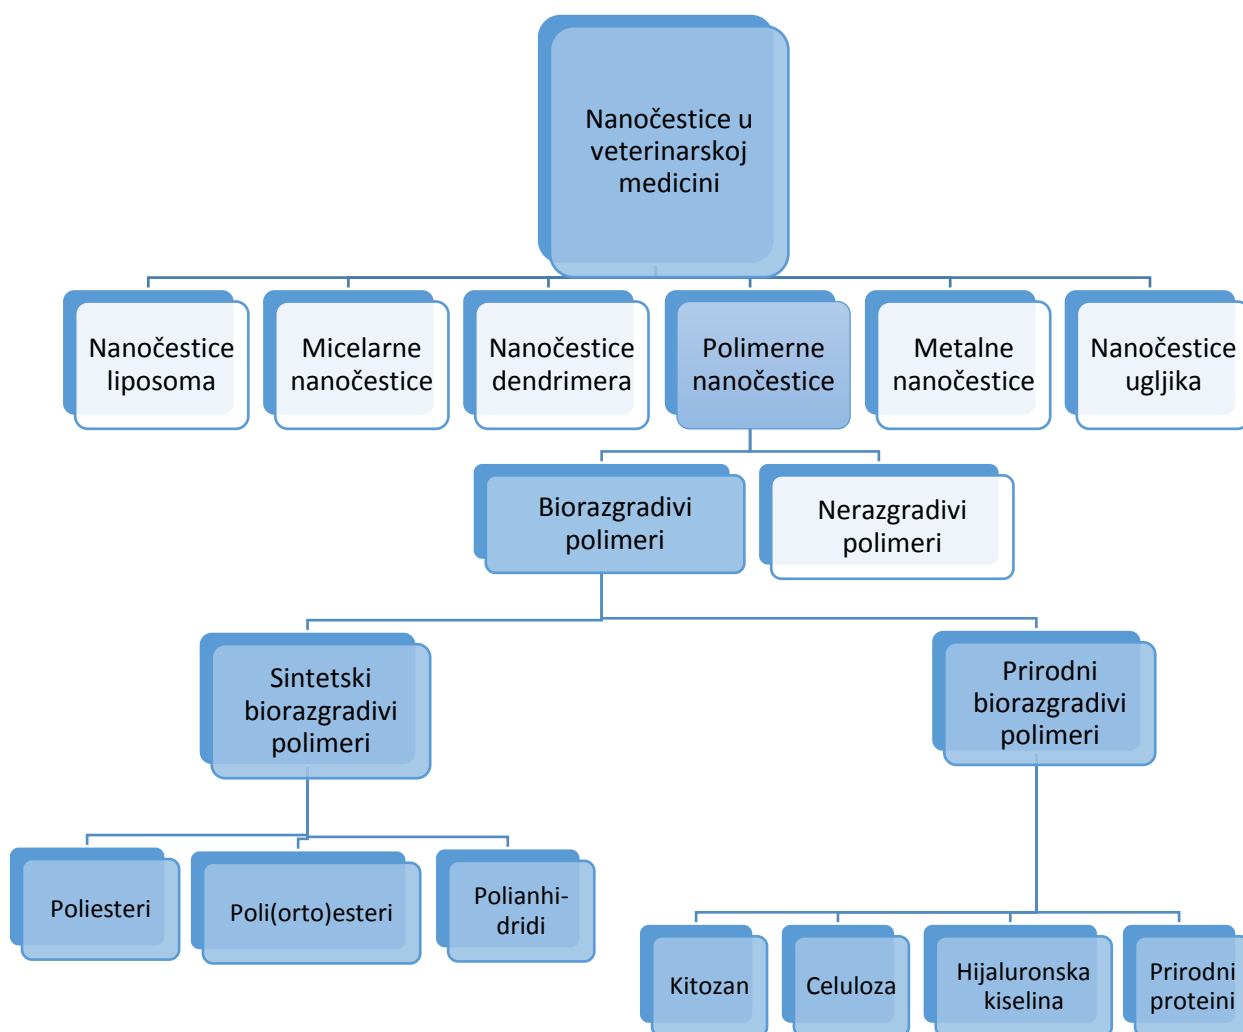 Nanočestice u
veterinarskoj
medicini
Nanočestice
liposoma
Micelarne
nanočestice
Nanočestice
dendrimera
Polimerne
nanočestice
Metalne
nanočestice
Nanočestice
ugljika
Biorazgradivi
polimeri
Nerazgradivi
polimeri
Sintetski
biorazgradivi
polimeri
Prirodni
biorazgradivi
polimeri
Poliesteri
Poli(orto)esteri
Polianhi-
dridi
Kitozan
Celuloza
Hijaluronska
kiselina
Prirodni
proteini